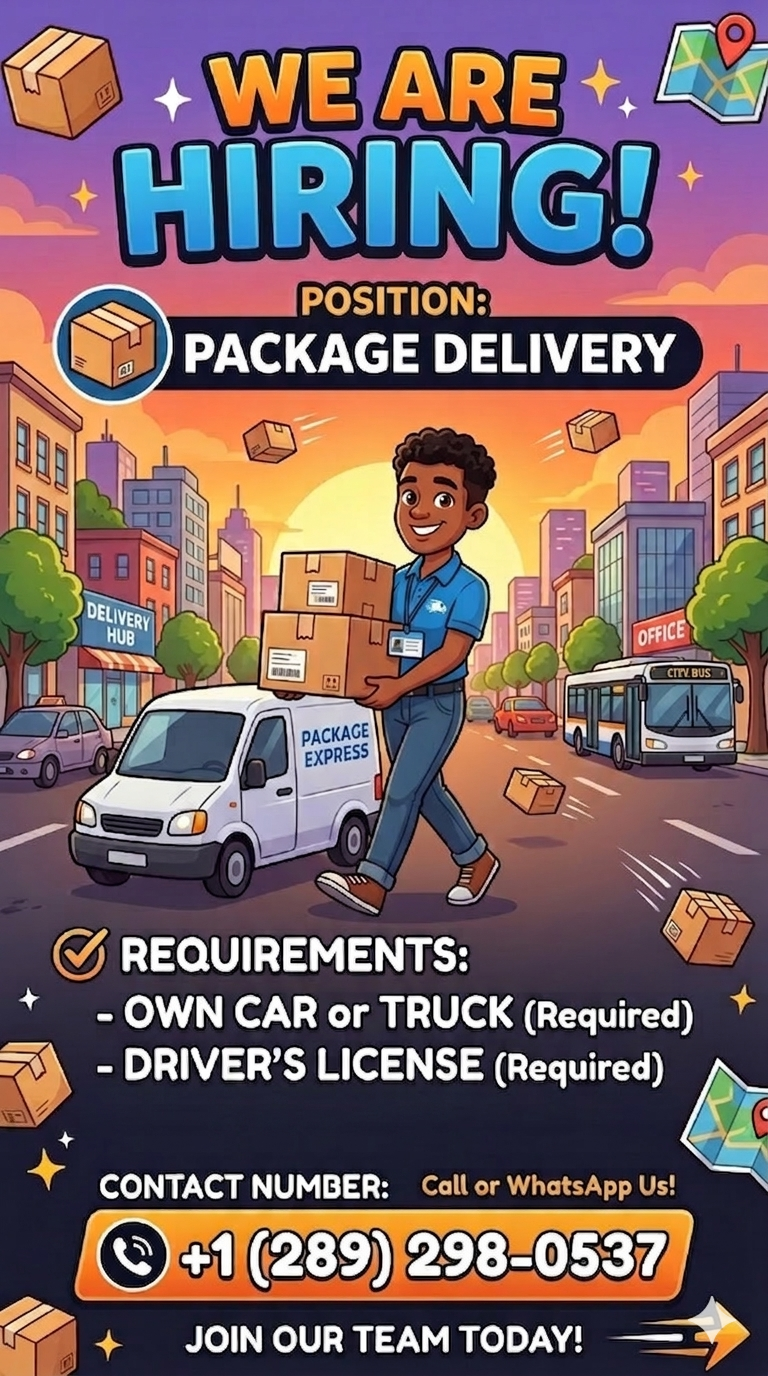 WE ARE
HIRING!
POSITION:
PACKAGE DELIVERY
DELIVERY
HUB
OFFICE
CITY BUS
PACKAGE
EXPRESS
REQUIREMENTS:
- OWN CAR or TRUCK (Required)
- DRIVER'S LICENSE (Required)
CONTACT NUMBER: Call or WhatsApp Us!
+1 (289) 298-0537
JOIN OUR TEAM TODAY!